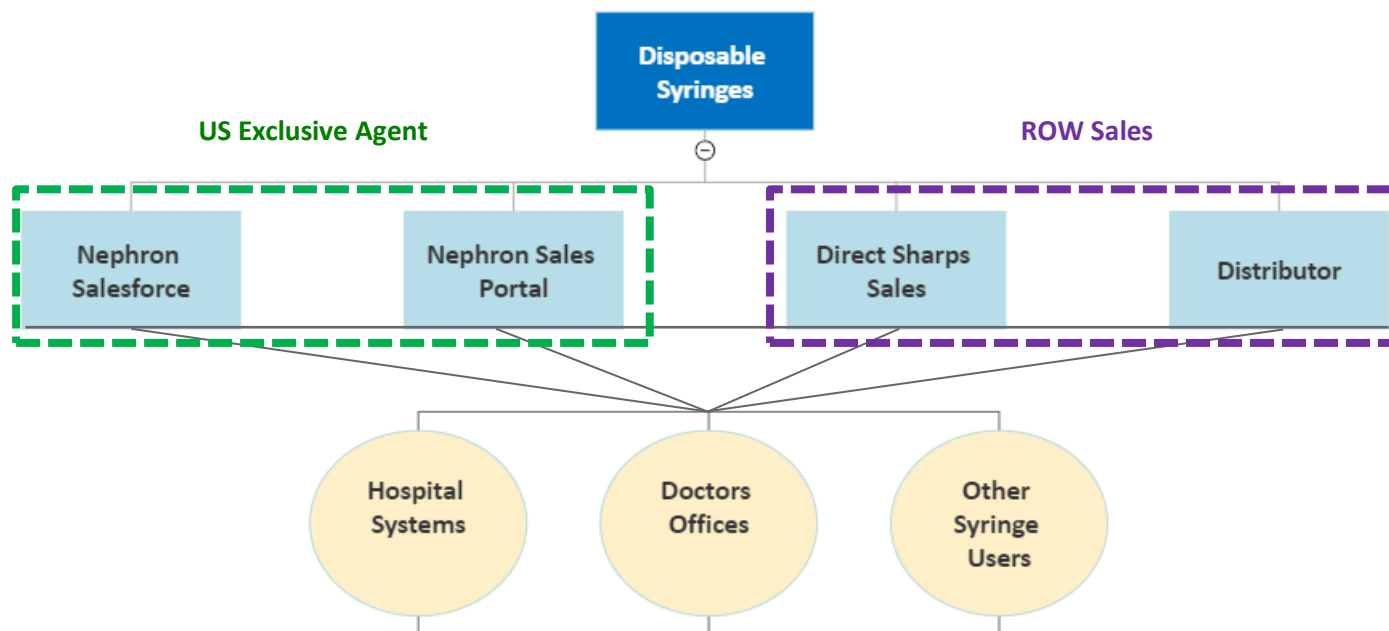 Disposable
Syringes
US Exclusive Agent
ROW Sales
Nephron
Salesforce
Nephron Sales
Portal
Direct Sharps
Sales
Distributor
Hospital
Systems
Doctors
Offices
Other
Syringe
Users